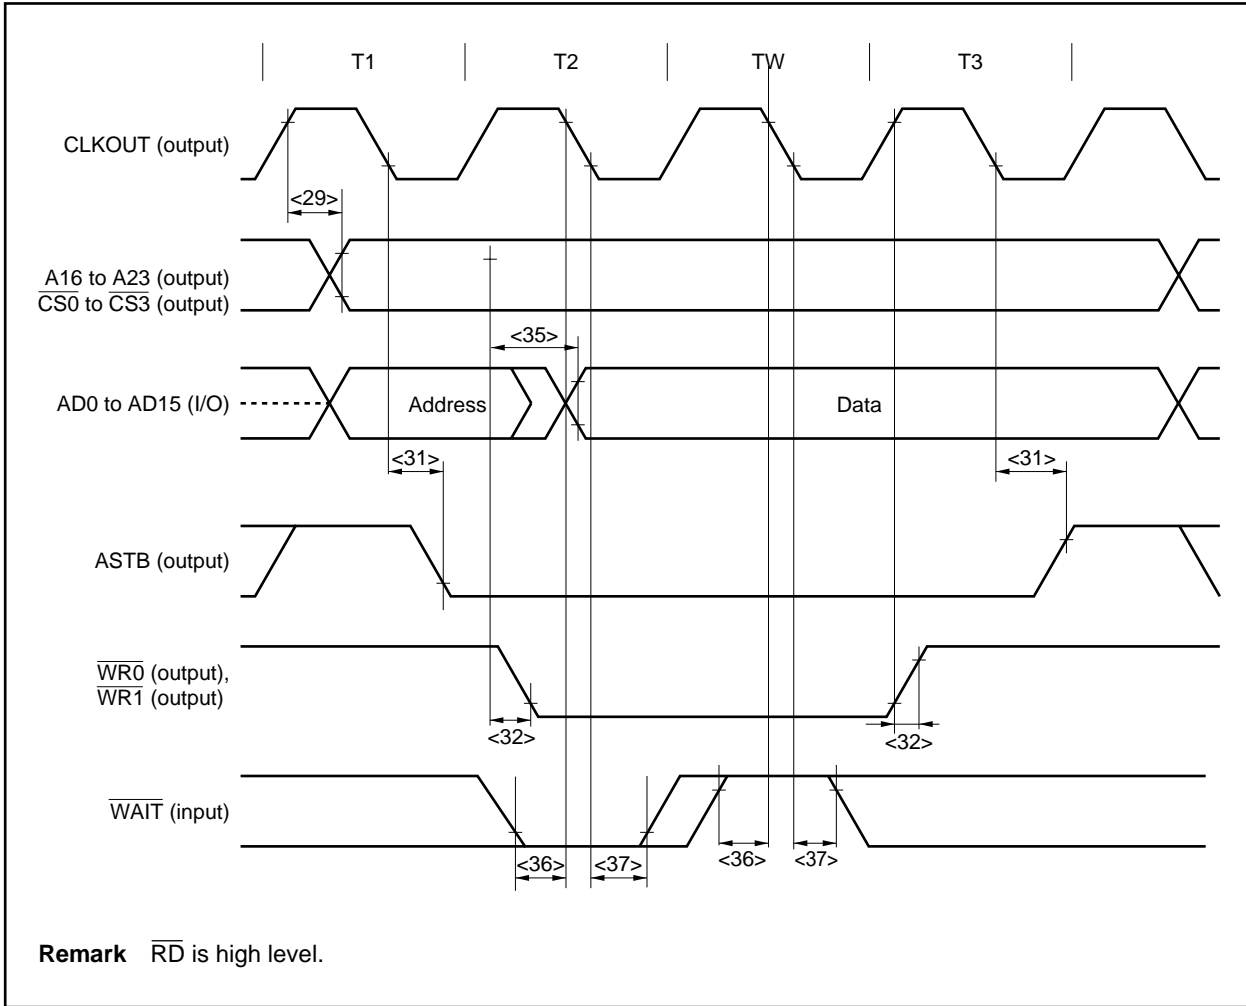 T1 T2 TW T3
CLKOUT (output)
<29>
A16 to A23 (output)
CS0 to CS3 (output)
<35>
AD0 to AD15 (I/O) Address Data
<31> <31>
ASTB (output)
WR0 (output),
WR1 (output)
<32> <32>
WAIT (input)
<36> <37> <36> <37>
Remark RD is high level.